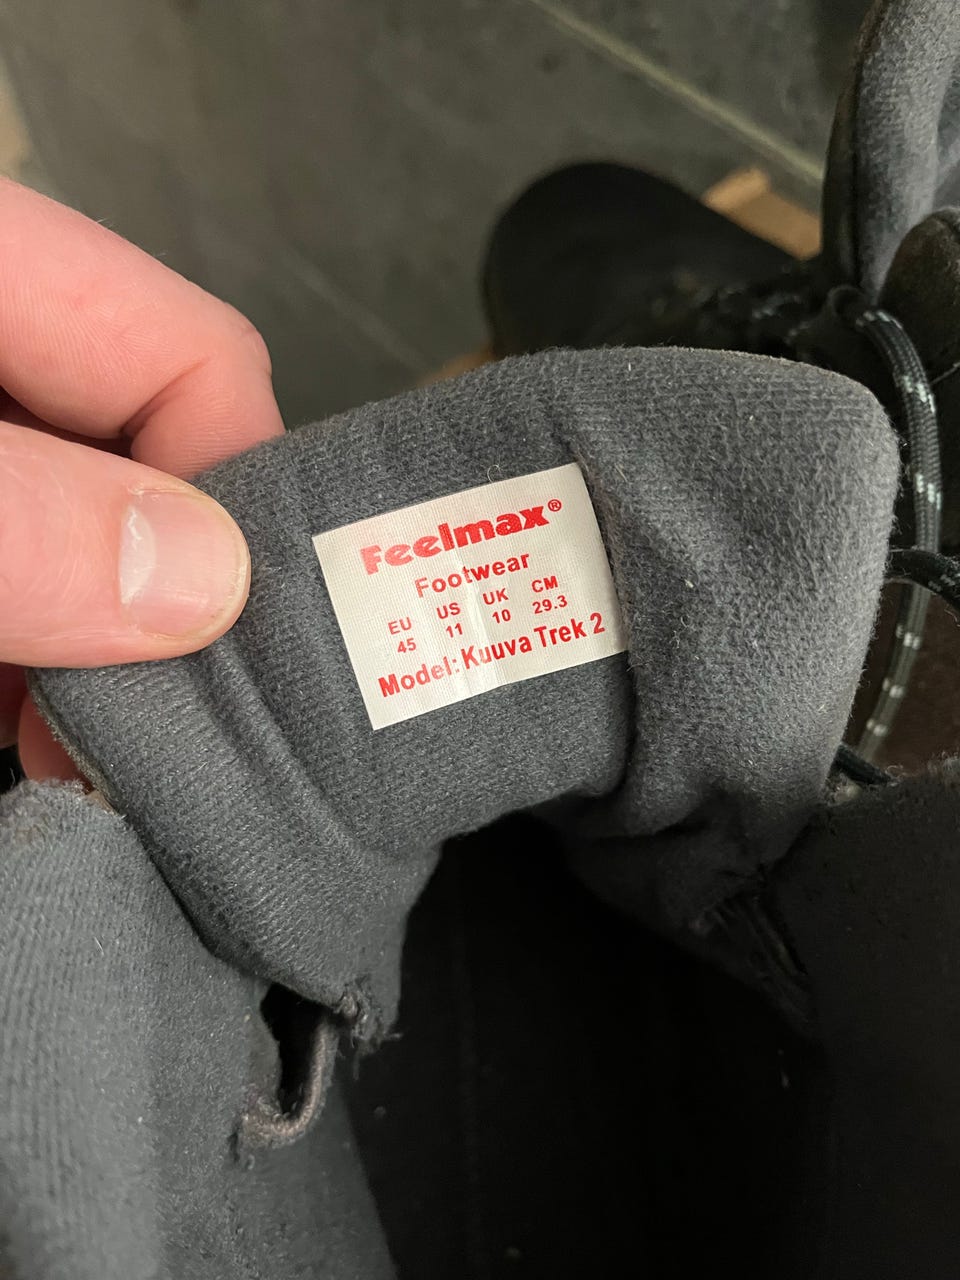 Feelmax®
Footwear
EU US UK CM
45 11 10 29.3
Model: Kuuva Trek 2